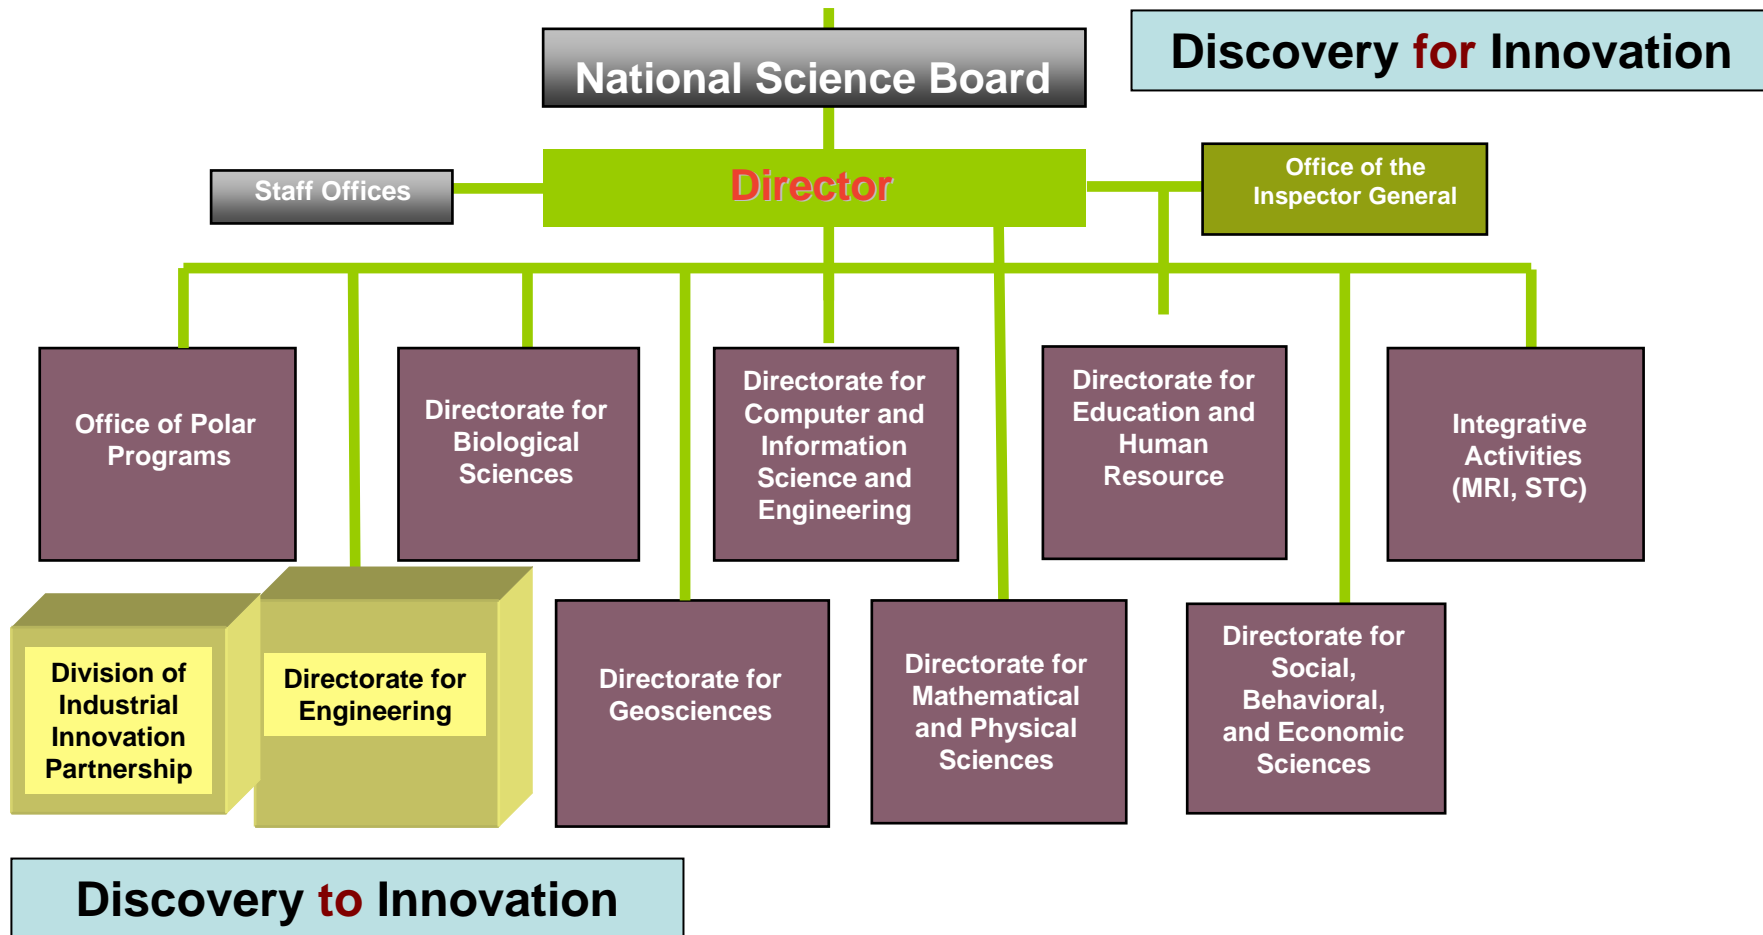 National Science Board
Discovery for Innovation
Staff Offices
Director
Office of the
Inspector General
Office of Polar
Programs
Directorate for
Biological
Sciences
Directorate for
Computer and
Information
Science and
Engineering
Directorate for
Education and
Human
Resource
Integrative
Activities
(MRI, STC)
Division of
Industrial
Innovation
Partnership
Directorate for
Engineering
Directorate for
Geosciences
Directorate for
Mathematical
and Physical
Sciences
Directorate for
Social,
Behavioral,
and Economic
Sciences
Discovery to Innovation